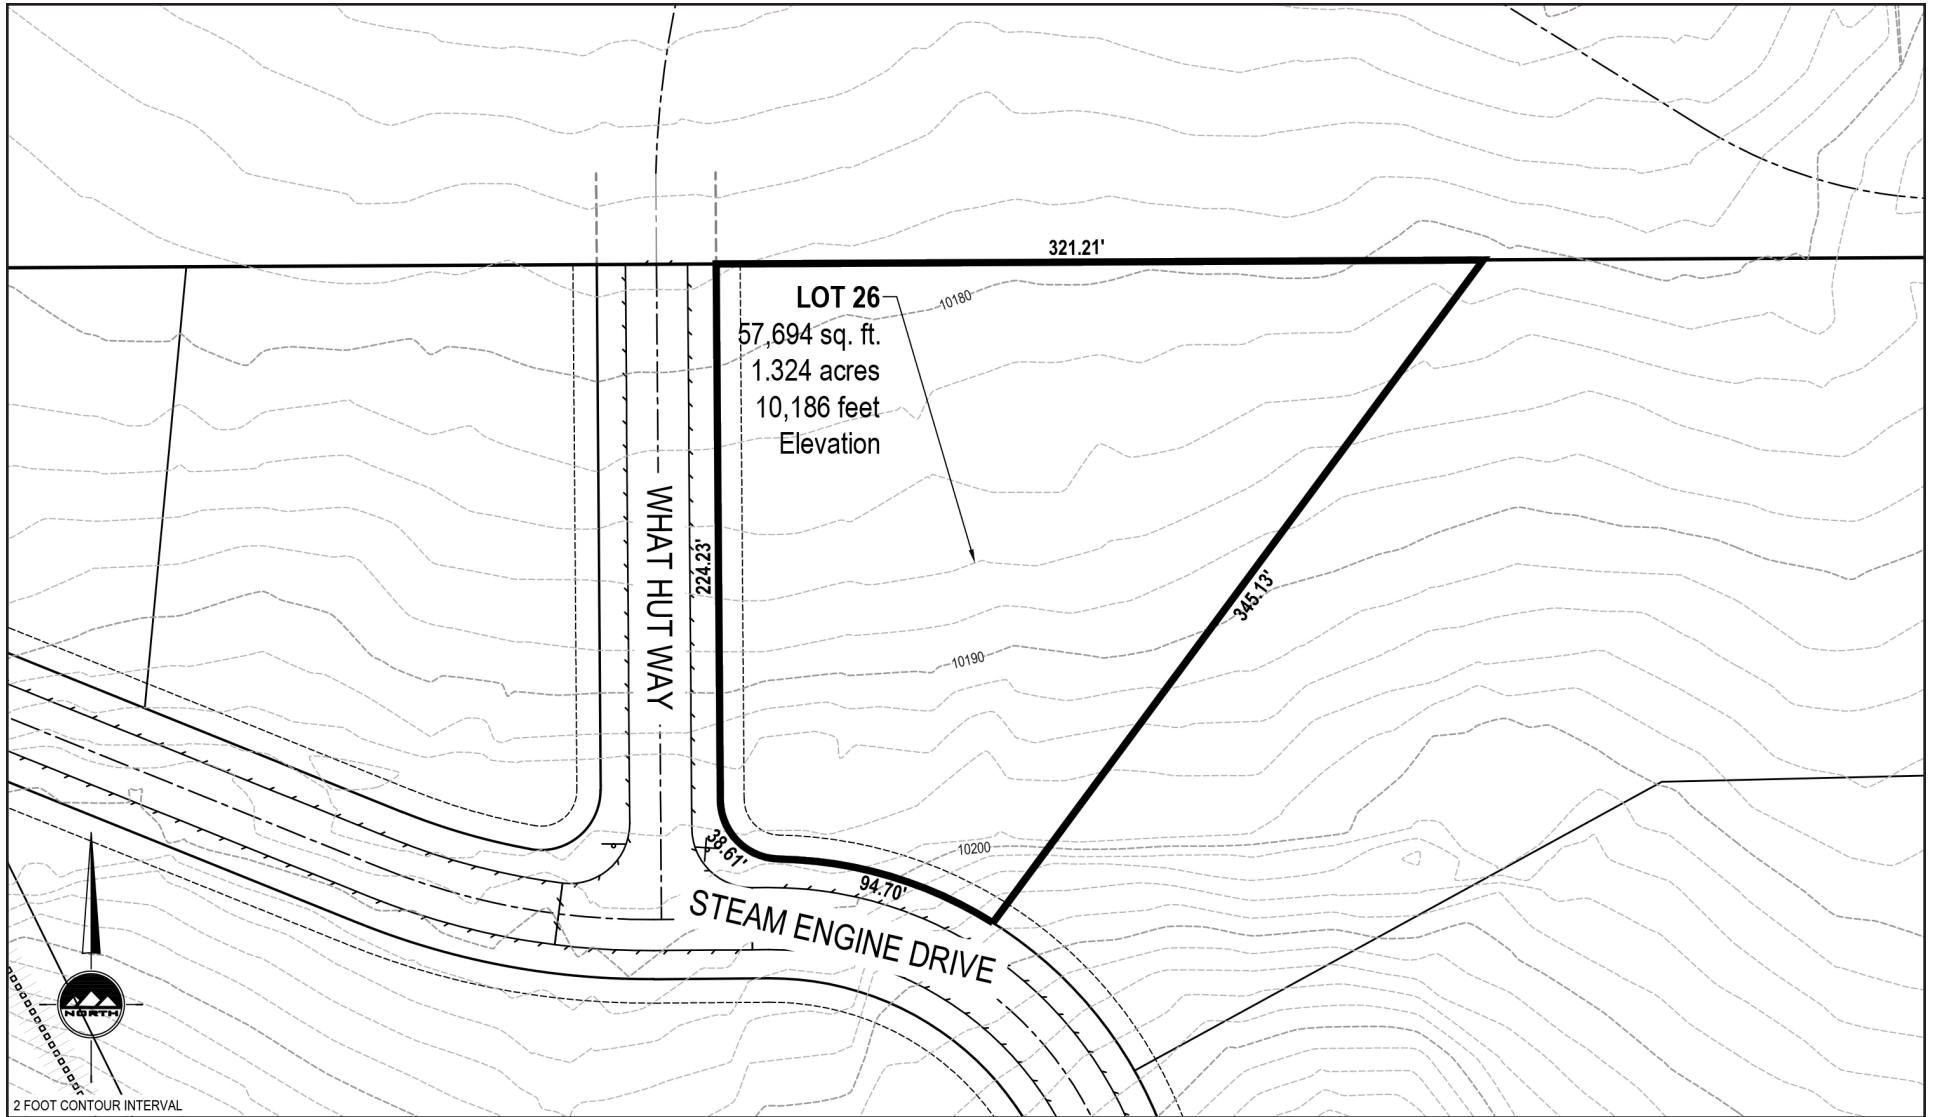 321.21'
LOT 26
57,694 sq. ft.
1.324 acres
10,186 feet
Elevation
10180
WHAT HUT WAY
224.23'
345.13'
10190
38.61'
94.70'
10200
STEAM ENGINE DRIVE
NORTH
2 FOOT CONTOUR INTERVAL